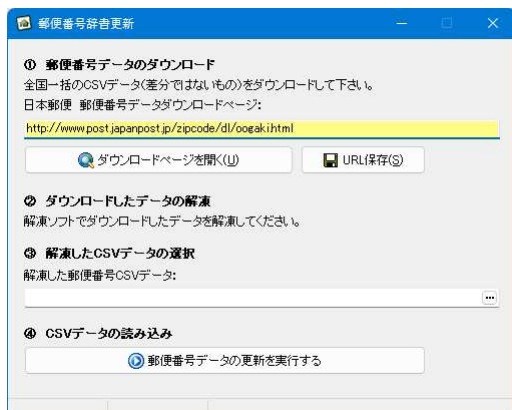 郵便番号辞書更新
① 郵便番号データのダウンロード
全国一括のCSVデータ(差分ではないもの)をダウンロードして下さい。
日本郵便 郵便番号データダウンロードページ:
http://www.post.japanpost.jp/zipcode/dl/oogaki.html
ダウンロードページを開く(U)
URL保存(S)
② ダウンロードしたデータの解凍
解凍ソフトでダウンロードしたデータを解凍してください。
③ 解凍したCSVデータの選択
解凍した郵便番号CSVデータ:
...
④ CSVデータの読み込み
郵便番号データの更新を実行する